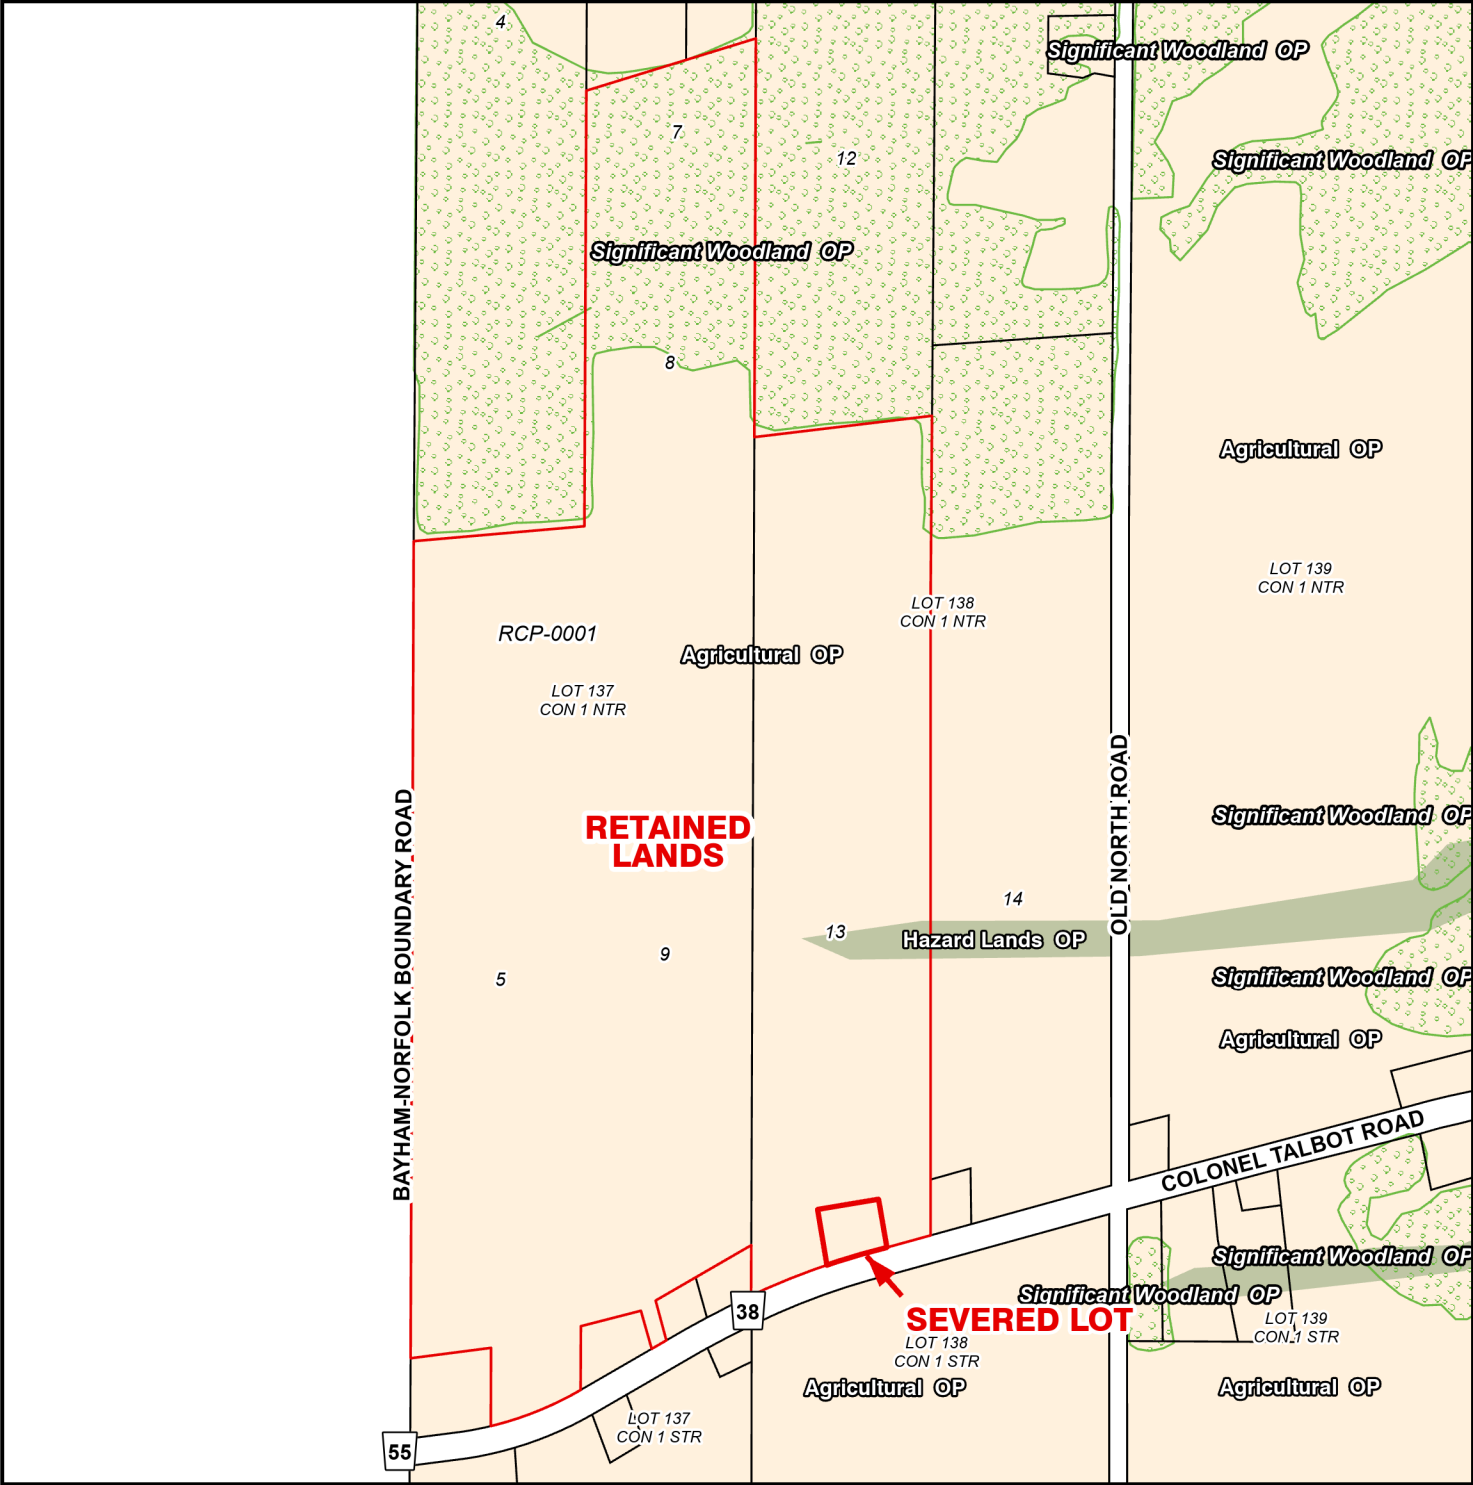 4
Significant Woodland OP
7
12
Significant Woodland OP
Significant Woodland OP
8
Agricultural OP
LOT 139
CON 1 NTR
LOT 138
CON 1 NTR
RCP-0001
Agricultural OP
LOT 137
CON 1 NTR
BAYHAM-NORFOLK BOUNDARY ROAD
OLD NORTH ROAD
RETAINED
LANDS
Significant Woodland OP
14
13
Hazard Lands OP
9
5
Significant Woodland OP
Agricultural OP
COLONEL TALBOT ROAD
Significant Woodland OP
Significant Woodland OP
38
SEVERED LOT
LOT 138
CON 1 STR
LOT 139
CON 1 STR
Agricultural OP
Agricultural OP
LOT 137
CON 1 STR
55